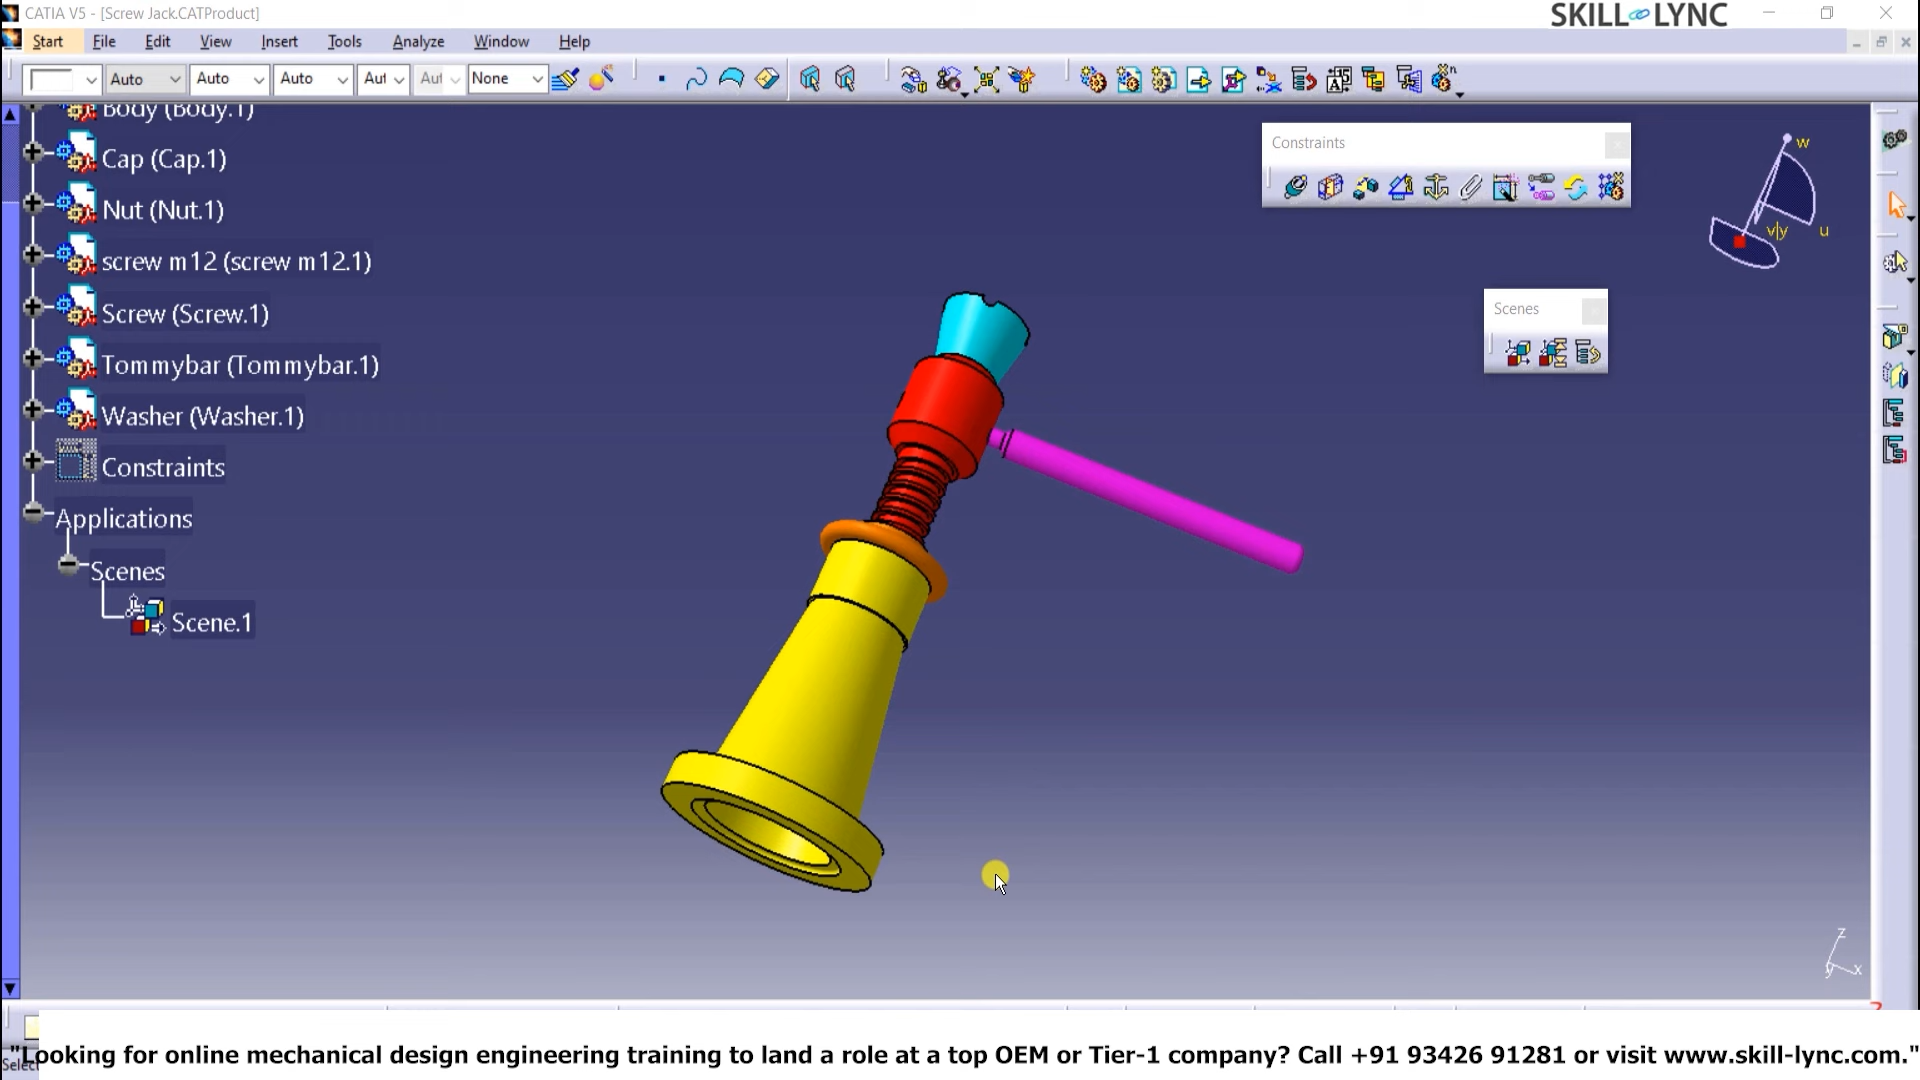 CATIA V5 - [Screw Jack.CATProduct]
SKILL LYNC
Start File Edit View Insert Tools Analyze Window Help
Auto Auto Auto Aut Aut None
Body (Body.1)
Cap (Cap.1)
Nut (Nut.1)
screw m12 (screw m12.1)
Screw (Screw.1)
Tommybar (Tommybar.1)
Washer (Washer.1)
Constraints
Applications
Scenes
Scene.1
Constraints
w
v|y u
Scenes
z
y x
"Looking for online mechanical design engineering training to land a role at a top OEM or Tier-1 company? Call +91 93426 91281 or visit www.skill-lync.com."